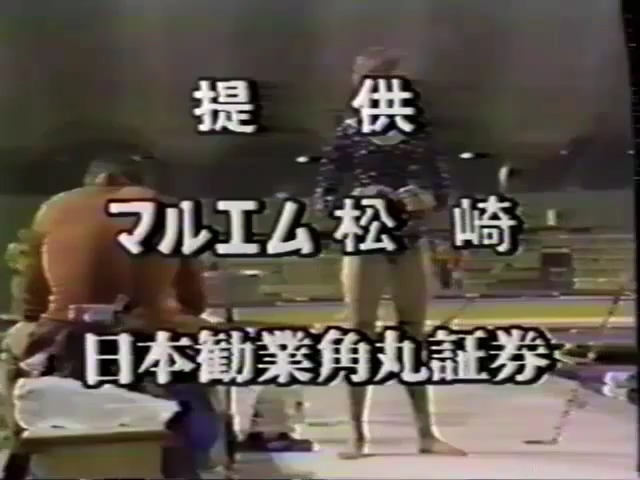 提 供
マルエム松 崎
日本勧業角丸証券